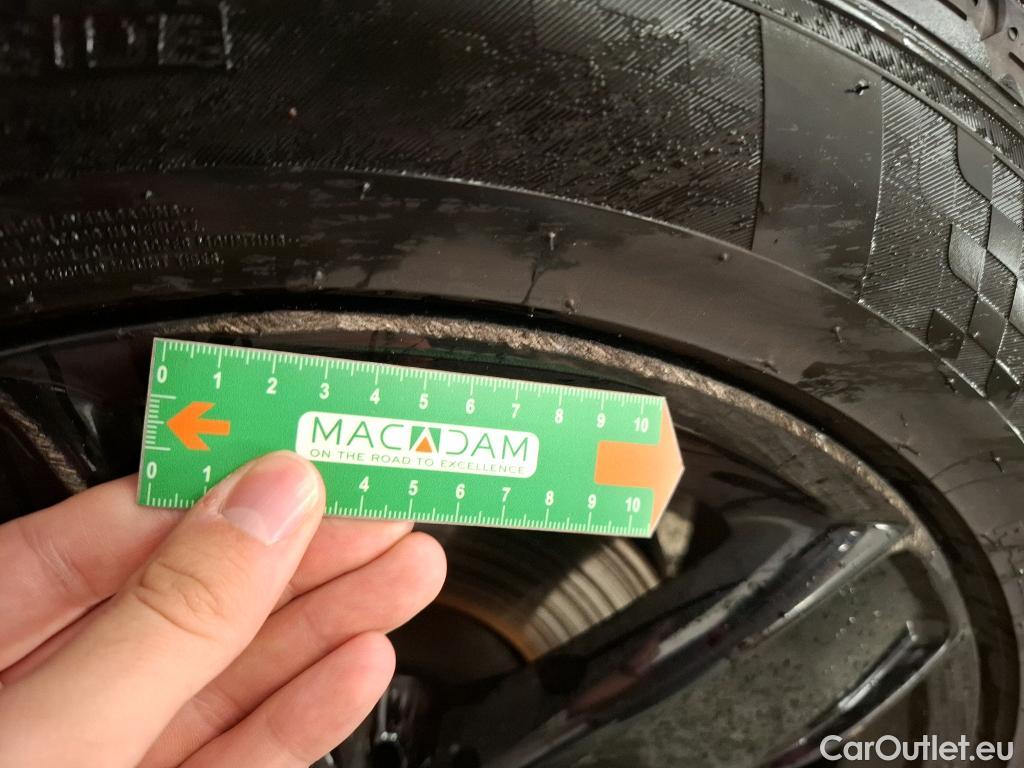 SIDE
0 1 2 3 4 5 6 7 8 9 10
MACADAM
ON THE ROAD TO EXCELLENCE
0 1 4 5 6 7 8 9 10
CarOutlet.eu